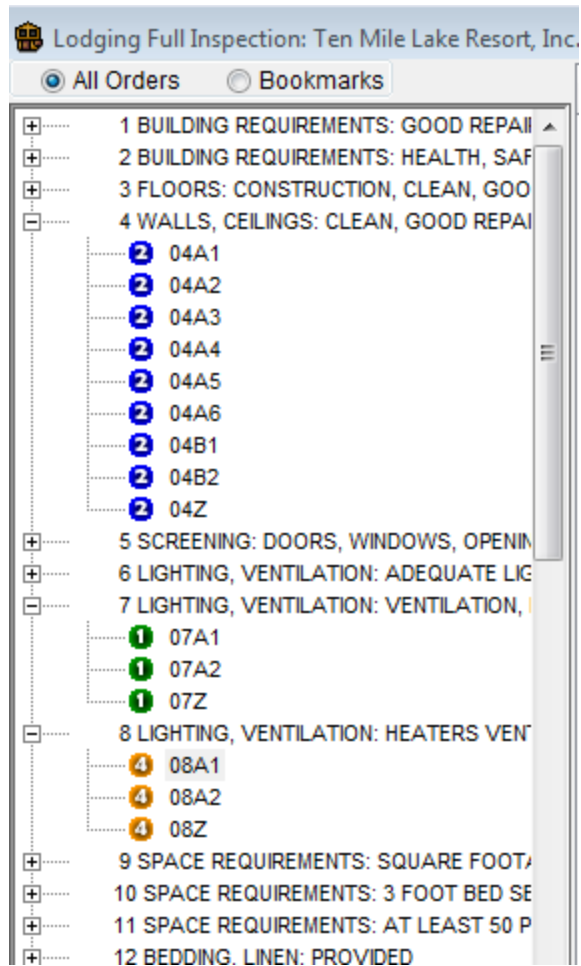 Lodging Full Inspection: Ten Mile Lake Resort, Inc.
All Orders Bookmarks
1 BUILDING REQUIREMENTS: GOOD REPAI
2 BUILDING REQUIREMENTS: HEALTH, SAF
3 FLOORS: CONSTRUCTION, CLEAN, GOO
4 WALLS, CEILINGS: CLEAN, GOOD REPAI
2 04A1
2 04A2
2 04A3
2 04A4
2 04A5
2 04A6
2 04B1
2 04B2
2 04Z
5 SCREENING: DOORS, WINDOWS, OPENIN
6 LIGHTING, VENTILATION: ADEQUATE LIG
7 LIGHTING, VENTILATION: VENTILATION,
1 07A1
1 07A2
1 07Z
8 LIGHTING, VENTILATION: HEATERS VENT
4 08A1
4 08A2
4 08Z
9 SPACE REQUIREMENTS: SQUARE FOOTA
10 SPACE REQUIREMENTS: 3 FOOT BED SE
11 SPACE REQUIREMENTS: AT LEAST 50 P
12 BEDDING, LINEN: PROVIDED